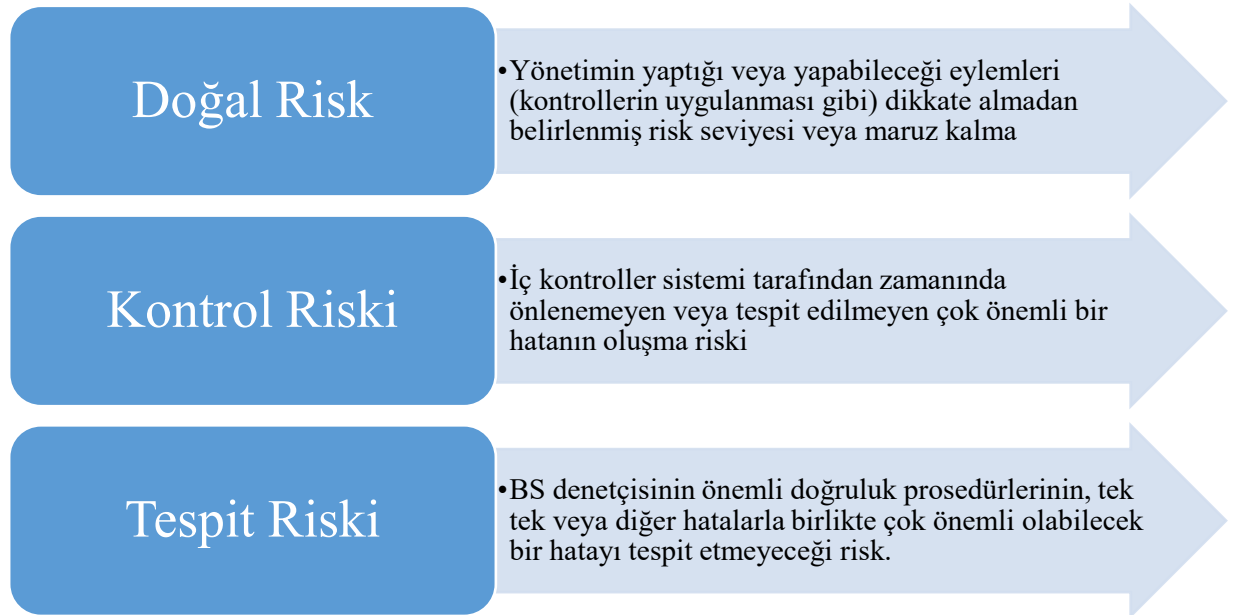 Doğal Risk
•Yönetimin yaptığı veya yapabileceği eylemleri
(kontrollerin uygulanması gibi) dikkate almadan
belirlenmiş risk seviyesi veya maruz kalma
Kontrol Riski
•İç kontroller sistemi tarafından zamanında
önlenemeyen veya tespit edilmeyen çok önemli bir
hatanın oluşma riski
Tespit Riski
•BS denetçisinin önemli doğruluk prosedürlerinin, tek
tek veya diğer hatalarla birlikte çok önemli olabilecek
bir hatayı tespit etmeyeceği risk.